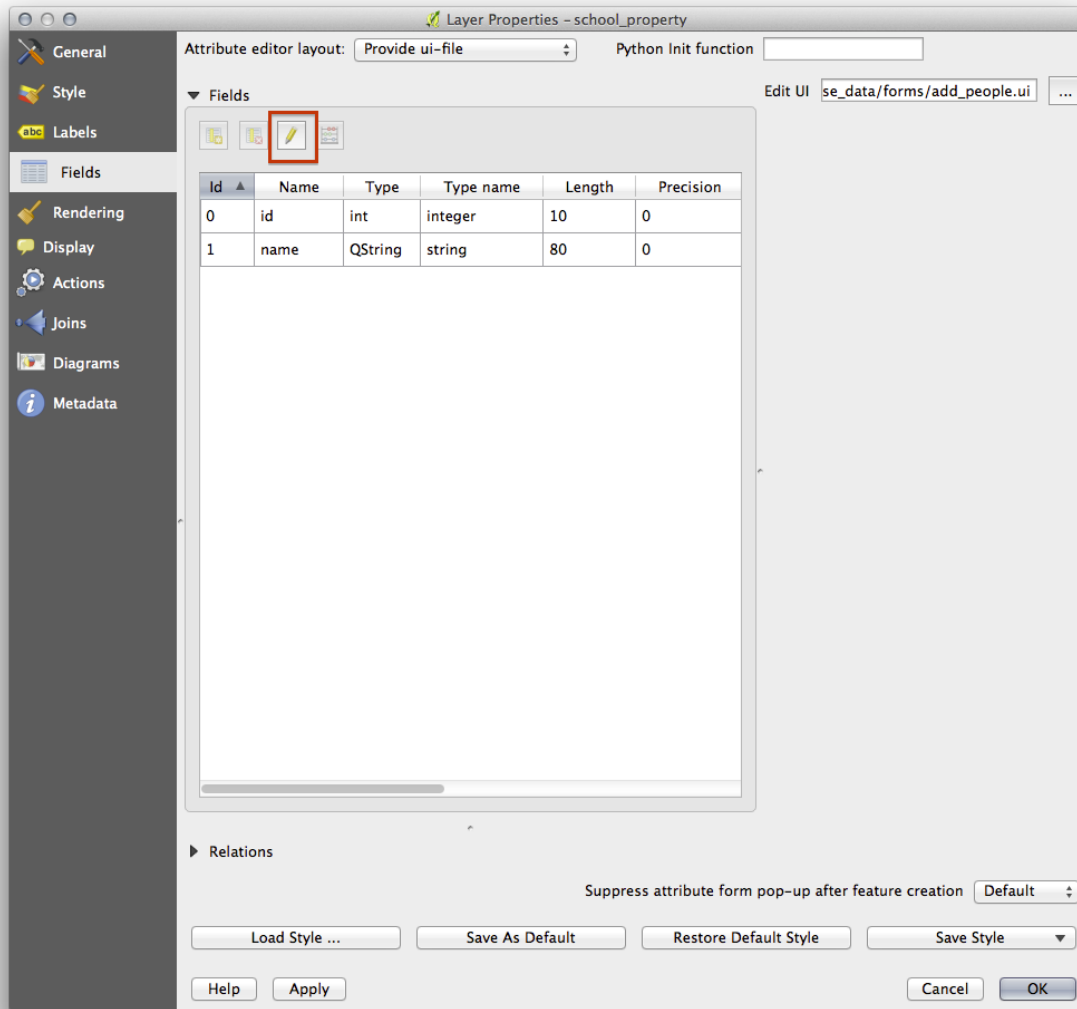 Layer Properties - school_property
General
Style
abc Labels
Fields
Rendering
Display
Actions
Joins
Diagrams
i Metadata
Attribute editor layout: Provide ui-file Python Init function
Fields Edit UI se_data/forms/add_people.ui ...
Id Name Type Type name Length Precision
0 id int integer 10 0
1 name QString string 80 0
Relations
Suppress attribute form pop-up after feature creation Default
Load Style ... Save As Default Restore Default Style Save Style
Help Apply Cancel OK